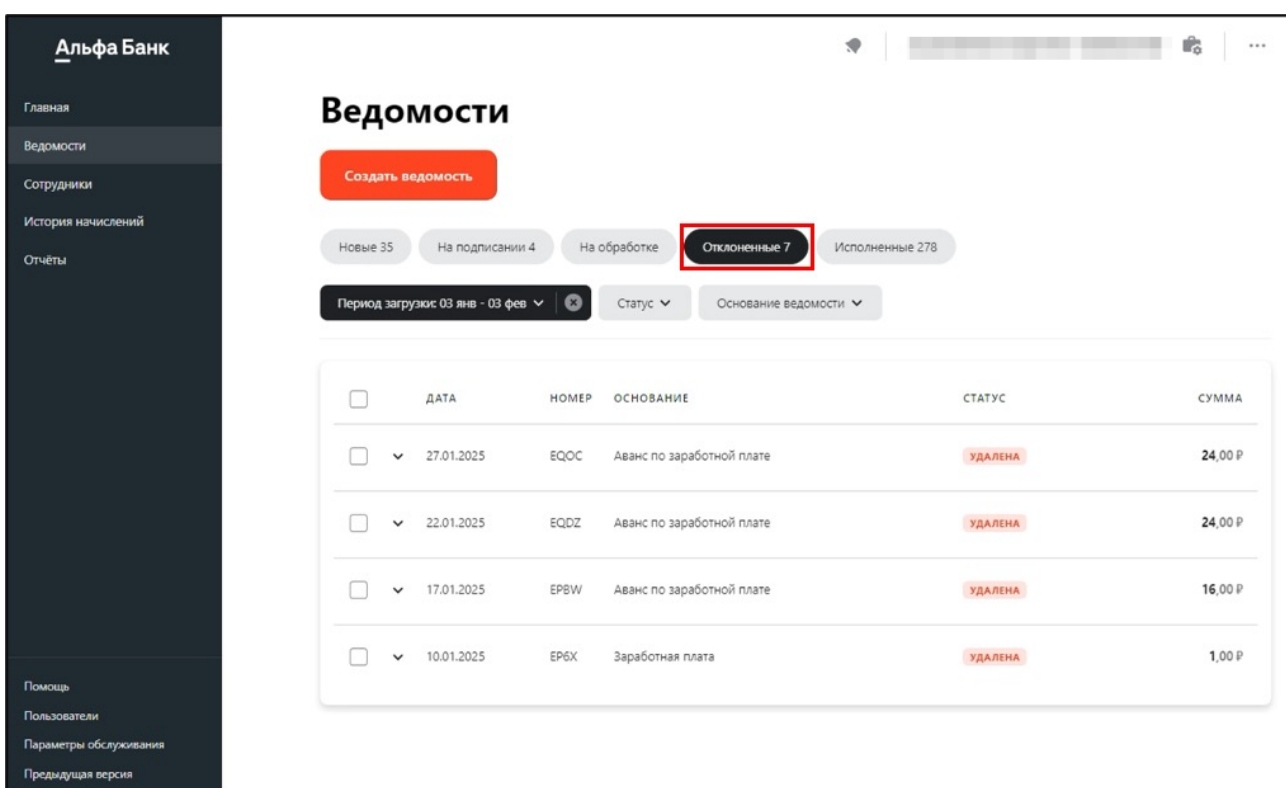 Альфа Банк
Главная
Ведомости
Сотрудники
История начислений
Отчёты
Ведомости
Создать ведомость
Новые 35 На подписании 4 На обработке Отклоненные 7 Исполненные 278
Период загрузки: 03 янв - 03 фев Статус Основание ведомости
ДАТА НОМЕР ОСНОВАНИЕ СТАТУС СУММА
27.01.2025 EQOC Аванс по заработной плате УДАЛЕНА 24,00 ₽
22.01.2025 EQDZ Аванс по заработной плате УДАЛЕНА 24,00 ₽
17.01.2025 EP8W Аванс по заработной плате УДАЛЕНА 16,00 ₽
10.01.2025 EP6X Заработная плата УДАЛЕНА 1,00 ₽
Помощь
Пользователи
Параметры обслуживания
Предыдущая версия